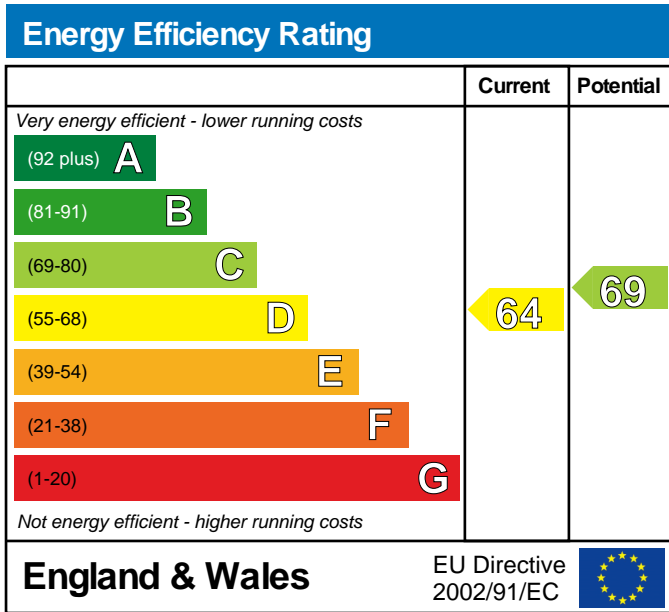 Energy Efficiency Rating
Current Potential
Very energy efficient - lower running costs
(92 plus) A
(81-91) B
(69-80) C
(55-68) D
(39-54) E
(21-38) F
(1-20) G
64
69
Not energy efficient - higher running costs
England & Wales
EU Directive
2002/91/EC